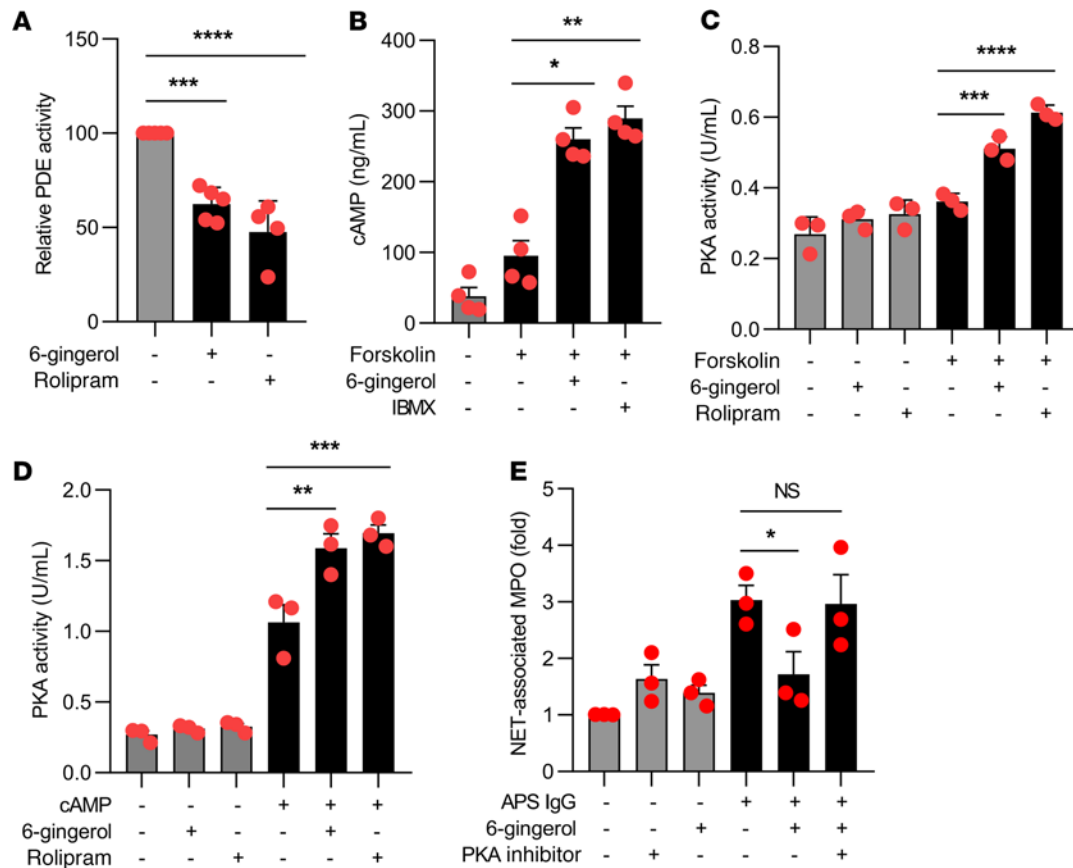 A
Relative PDE activity
150
100
50
0
****
***
6-gingerol - + -
Rolipram - - +
B
cAMP (ng/mL)
400
300
200
100
0
**
*
Forskolin - + + +
6-gingerol - - + -
IBMX - - - +
C
PKA activity (U/mL)
0.8
0.6
0.4
0.2
0.0
****
***
Forskolin - - - + + +
6-gingerol - + - - + -
Rolipram - - + - - +
D
PKA activity (U/mL)
2.0
1.5
1.0
0.5
0.0
***
**
cAMP - - - + + +
6-gingerol - + - - + -
Rolipram - - + - - +
E
NET-associated MPO (fold)
5
4
3
2
1
0
NS
*
APS IgG - - - + + +
6-gingerol - - + - + +
PKA inhibitor - + - - - +